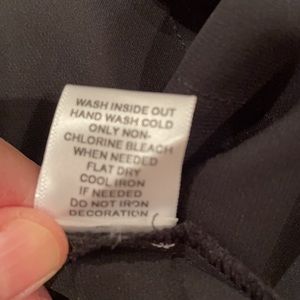 WASH INSIDE OUT
HAND WASH COLD
ONLY NON-
CHLORINE BLEACH
WHEN NEEDED
FLAT DRY
COOL IRON
IF NEEDED
DO NOT IRON
DECORATION